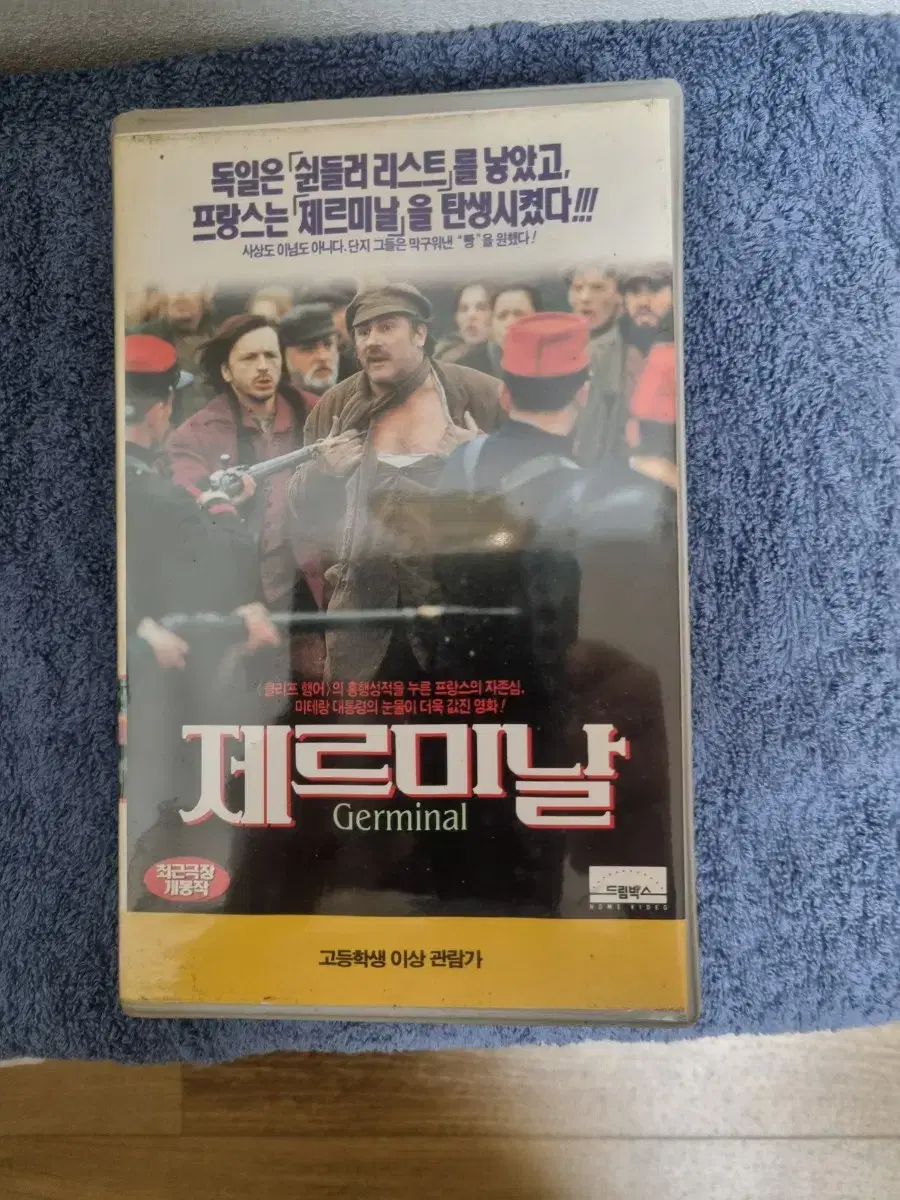 독일은 「쉰들러 리스트」를 낳았고,
프랑스는 「제르미날」을 탄생시켰다!!!
사상도 이념도 아니다. 단지 그들은 막구워낸 "빵"을 원했다!
〈클리프 행어〉의 흥행성적을 누른 프랑스의 자존심,
미테랑 대통령의 눈물이 더욱 값진 영화!
제르미날
Germinal
최근극장
개봉작
드림박스
HOME VIDEO
고등학생 이상 관람가